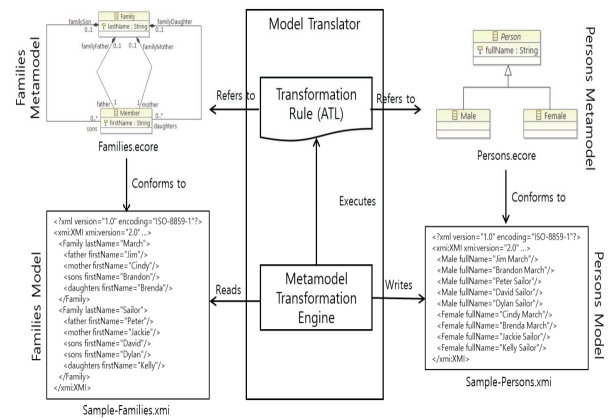 Families
Metamodel
Family
lastName : String
familySon
0..1
familyDaughter
0..1
familyFather
0..1
familyMother
0..1
father
1
1
mother
0..*
sons
Member
firstName : String
0..*
daughters
Families.ecore
Conforms to
Families Model
<?xml version="1.0" encoding="ISO-8859-1"?>
<xmi:XMI xmi:version="2.0" ...>
<Family lastName="March">
<father firstName="Jim"/>
<mother firstName="Cindy"/>
<sons firstName="Brandon"/>
<daughters firstName="Brenda"/>
</Family>
<Family lastName="Sailor">
<father firstName="Peter"/>
<mother firstName="Jackie"/>
<sons firstName="David"/>
<sons firstName="Dylan"/>
<daughters firstName="Kelly"/>
</Family>
</xmi:XMI>
Sample-Families.xmi
Model Translator
Refers to
Transformation
Rule (ATL)
Refers to
Executes
Reads
Metamodel
Transformation
Engine
Writes
Persons Metamodel
Person
fullName : String
Male
Female
Persons.ecore
Conforms to
Persons Model
<?xml version="1.0" encoding="ISO-8859-1"?>
<xmi:XMI xmi:version="2.0" ...>
<Male fullName="Jim March"/>
<Male fullName="Brandon March"/>
<Male fullName="Peter Sailor"/>
<Male fullName="David Sailor"/>
<Male fullName="Dylan Sailor"/>
<Female fullName="Cindy March"/>
<Female fullName="Brenda March"/>
<Female fullName="Jackie Sailor"/>
<Female fullName="Kelly Sailor"/>
</xmi:XMI>
Sample-Persons.xmi